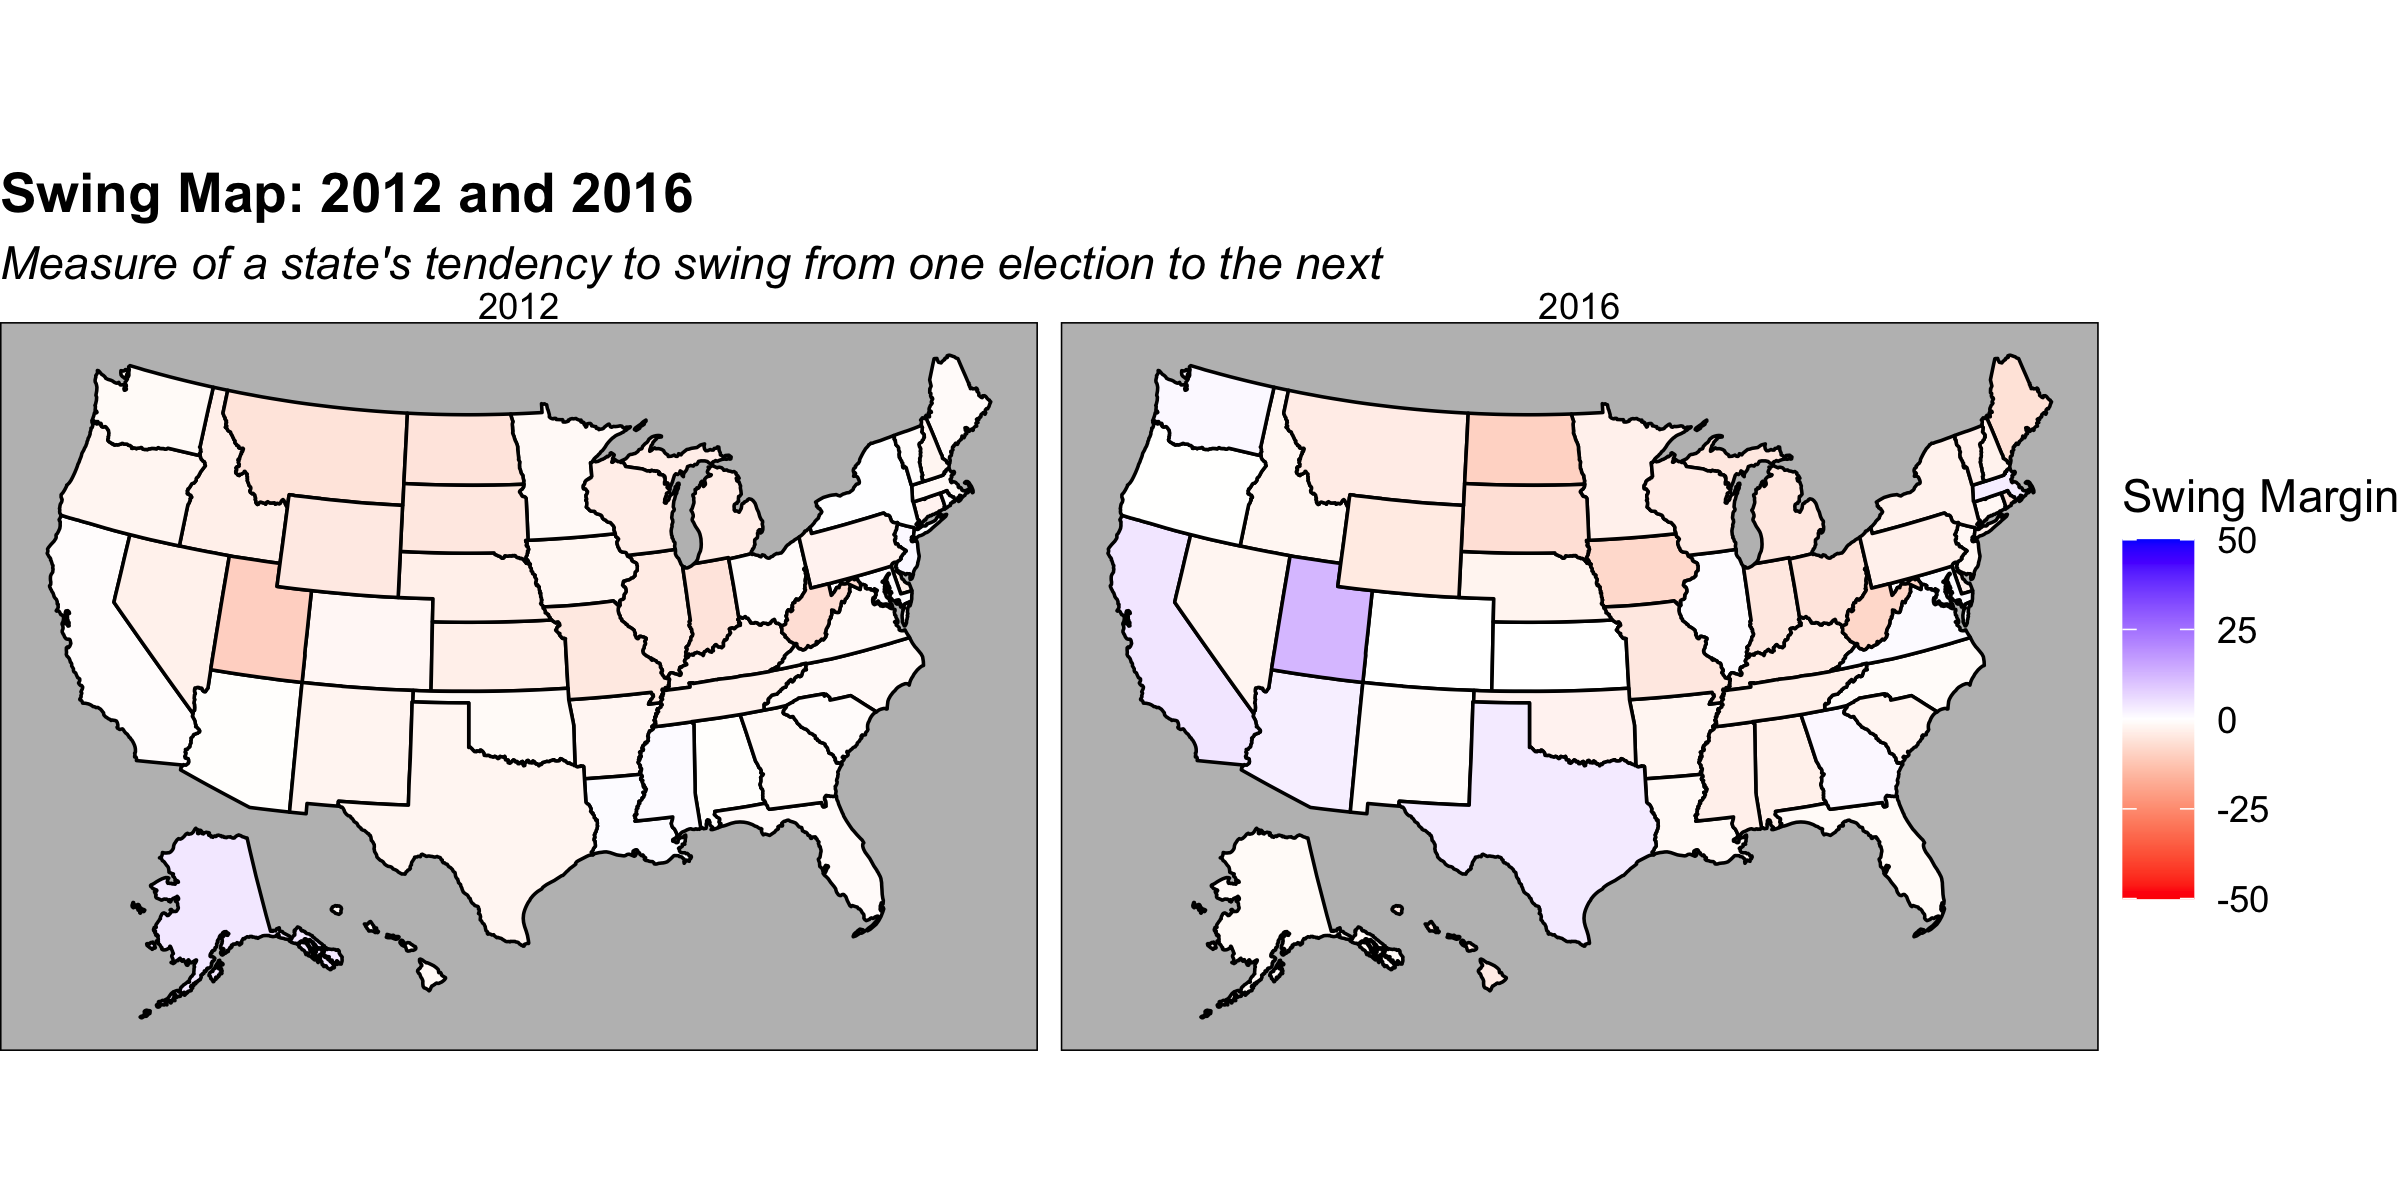 Swing Map: 2012 and 2016
Measure of a state's tendency to swing from one election to the next
2012
2016
Swing Margin
50
25
0
-25
-50